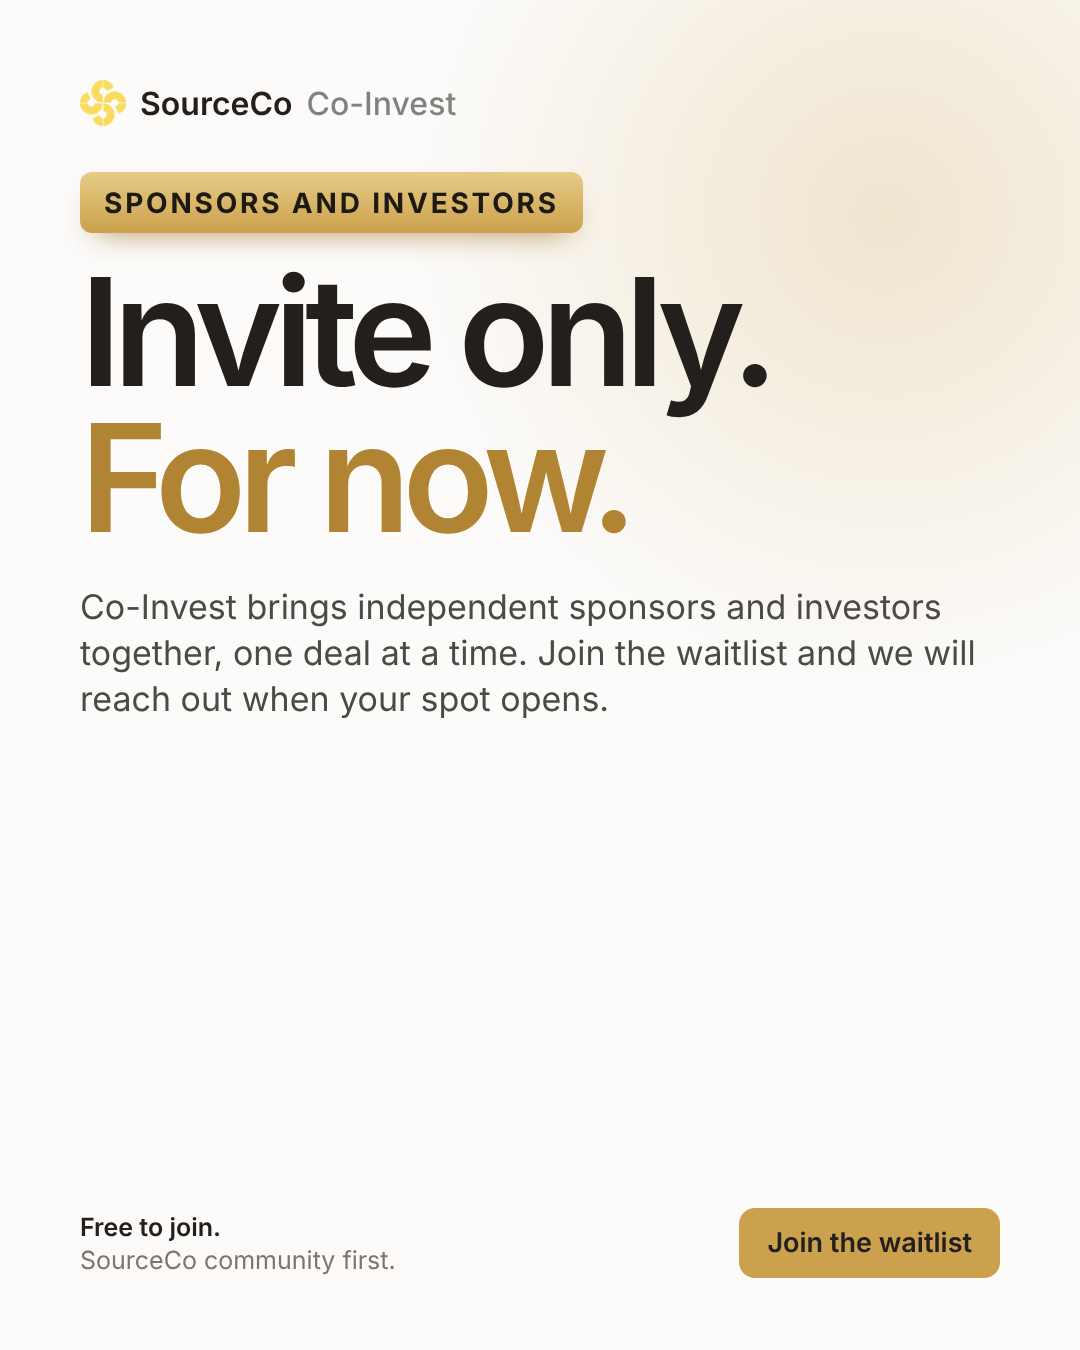 SourceCo Co-Invest
SPONSORS AND INVESTORS
Invite only.
For now.
Co-Invest brings independent sponsors and investors
together, one deal at a time. Join the waitlist and we will
reach out when your spot opens.
Free to join.
SourceCo community first.
Join the waitlist